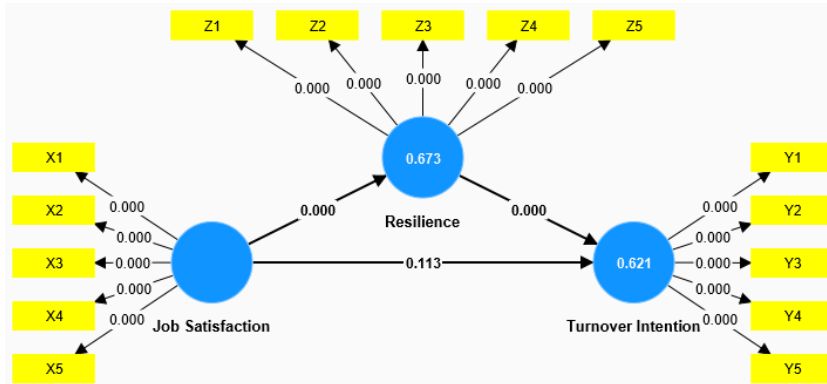 Z1 Z2 Z3 Z4 Z5
0.000 0.000 0.000 0.000 0.000
0.673
Resilience
X1
X2
X3
X4
X5
0.000
0.000
0.000
0.000
0.000
Job Satisfaction
0.000
0.000
0.113
0.621
Turnover Intention
0.000
0.000
0.000
0.000
0.000
Y1
Y2
Y3
Y4
Y5